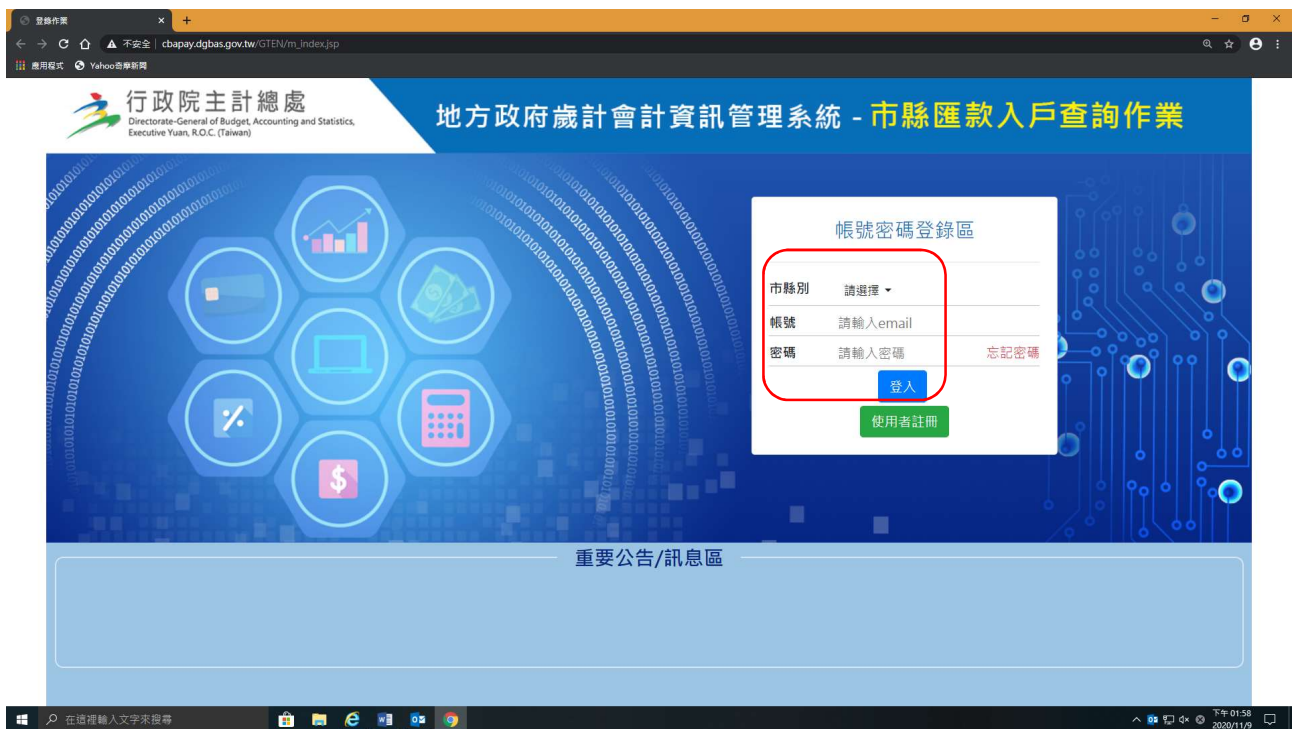 登錄作業
不安全 | cbapay.dgbas.gov.tw/GTEN/m_index.jsp
應用程式 Yahoo奇摩新聞
行政院主計總處
Directorate-General of Budget, Accounting and Statistics,
Executive Yuan, R.O.C. (Taiwan)
地方政府歲計會計資訊管理系統 - 市縣匯款入戶查詢作業
帳號密碼登錄區
市縣別 請選擇
帳號 請輸入email
密碼 請輸入密碼 忘記密碼
登入
使用者註冊
重要公告/訊息區
在這裡輸入文字來搜尋
下午 01:58
2020/11/9